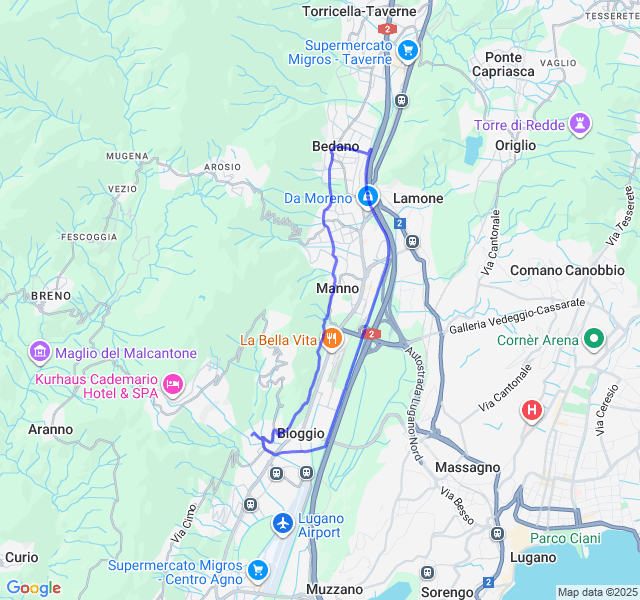 Torricella-Taverne
TESSERETE
2
Supermercato
Migros - Taverne
Ponte
Capriasca
VAGLIO
Torre di Redde
Bedano
Origlio
MUGENA
AROSIO
VEZIO
Da Moreno
Lamone
2
FESCOGGIA
Via Cantonale
Via Tesserete
Comano
Canobbio
BRENO
Manno
Galleria Vedeggio-Cassarate
La Bella Vita
2
Cornèr Arena
Maglio del Malcantone
Kurhaus Cademario
Hotel & SPA
Autostrada Lugano Nord
Via Cantonale
Via Ceresio
H
Aranno
Bioggio
Massagno
Via Besso
Via Cimo
Lugano
Airport
Parco Ciani
Curio
Supermercato Migros
- Centro Agno
Lugano
2
Muzzano
Sorengo
Google
Map data ©2025